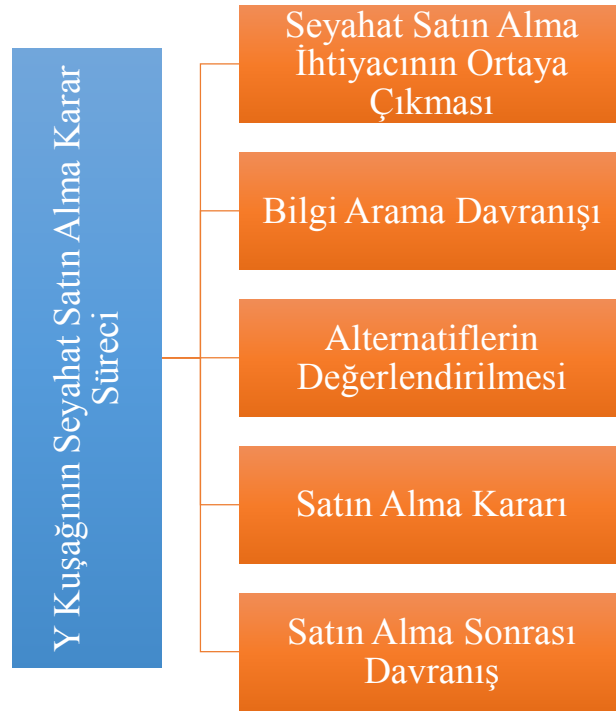 Y Kuşağının Seyahat Satın Alma Karar
Süreci
Seyahat Satın Alma
İhtiyacının Ortaya
Çıkması
Bilgi Arama Davranışı
Alternatiflerin
Değerlendirilmesi
Satın Alma Kararı
Satın Alma Sonrası
Davranış